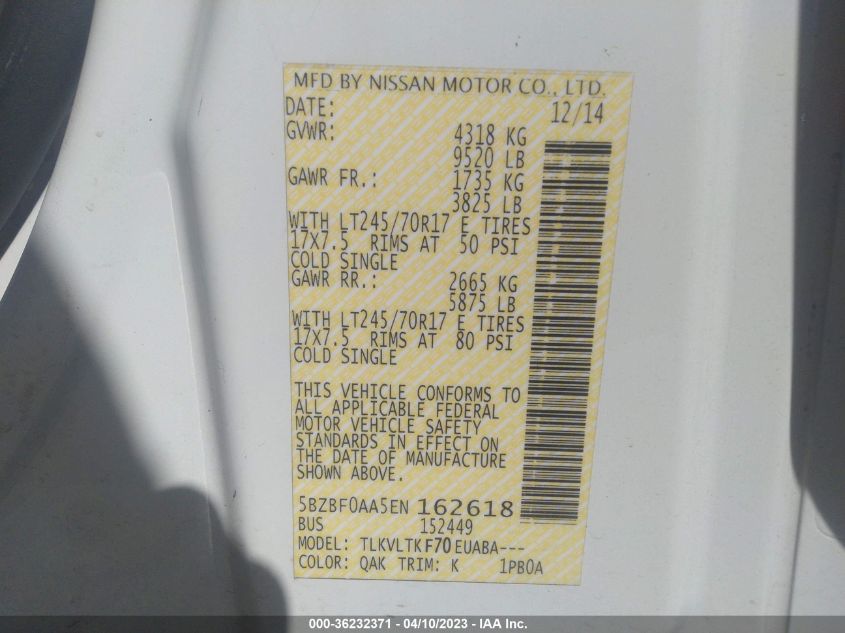 MFD BY NISSAN MOTOR CO., LTD.
DATE: 12/14
GVWR: 4318 KG
9520 LB
GAWR FR.: 1735 KG
3825 LB
WITH LT245/70R17 E TIRES
17X7.5 RIMS AT 50 PSI
COLD SINGLE
GAWR RR.: 2665 KG
5875 LB
WITH LT245/70R17 E TIRES
17X7.5 RIMS AT 80 PSI
COLD SINGLE
THIS VEHICLE CONFORMS TO
ALL APPLICABLE FEDERAL
MOTOR VEHICLE SAFETY
STANDARDS IN EFFECT ON
THE DATE OF MANUFACTURE
SHOWN ABOVE.
5BZBF0AA5EN 162618
BUS 152449
MODEL: TLKVLTKF70EUABA---
COLOR: QAK TRIM: K 1PB0A
000-36232371 - 04/10/2023 - IAA Inc.